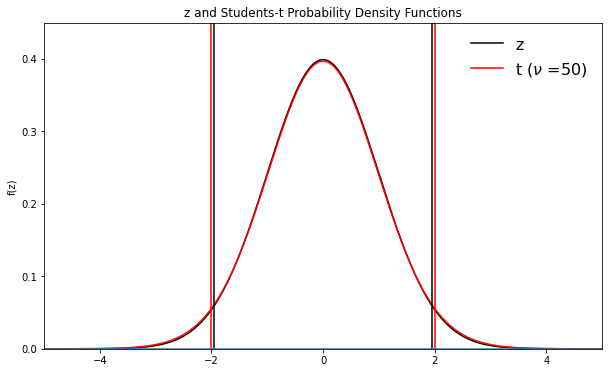 z and Students-t Probability Density Functions
z
t (ν =50)
f(z)
0.4
0.3
0.2
0.1
0.0
−4
−2
0
2
4